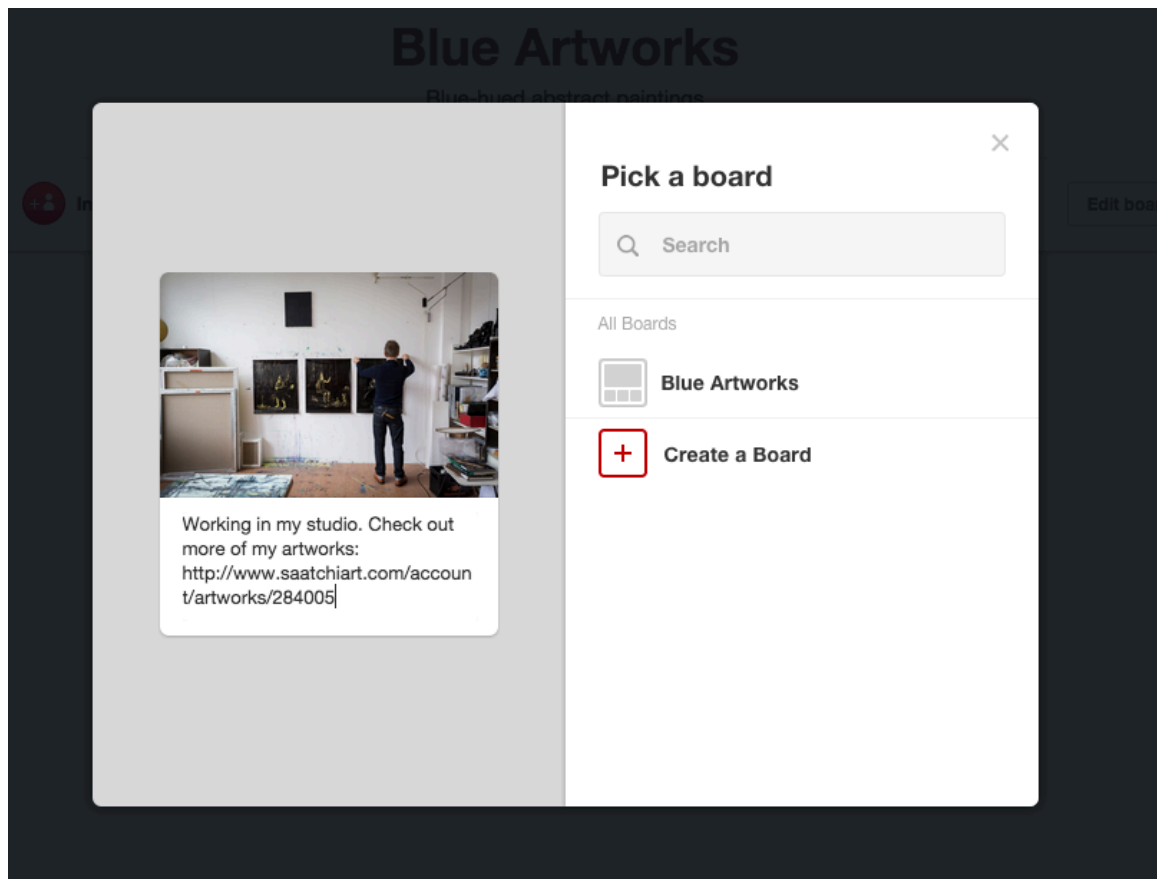 Blue Artworks
Blue-hued abstract paintings
Pick a board
In
Edit boa
Search
All Boards
Blue Artworks
Create a Board
Working in my studio. Check out
more of my artworks:
http://www.saatchiart.com/accoun
t/artworks/284005